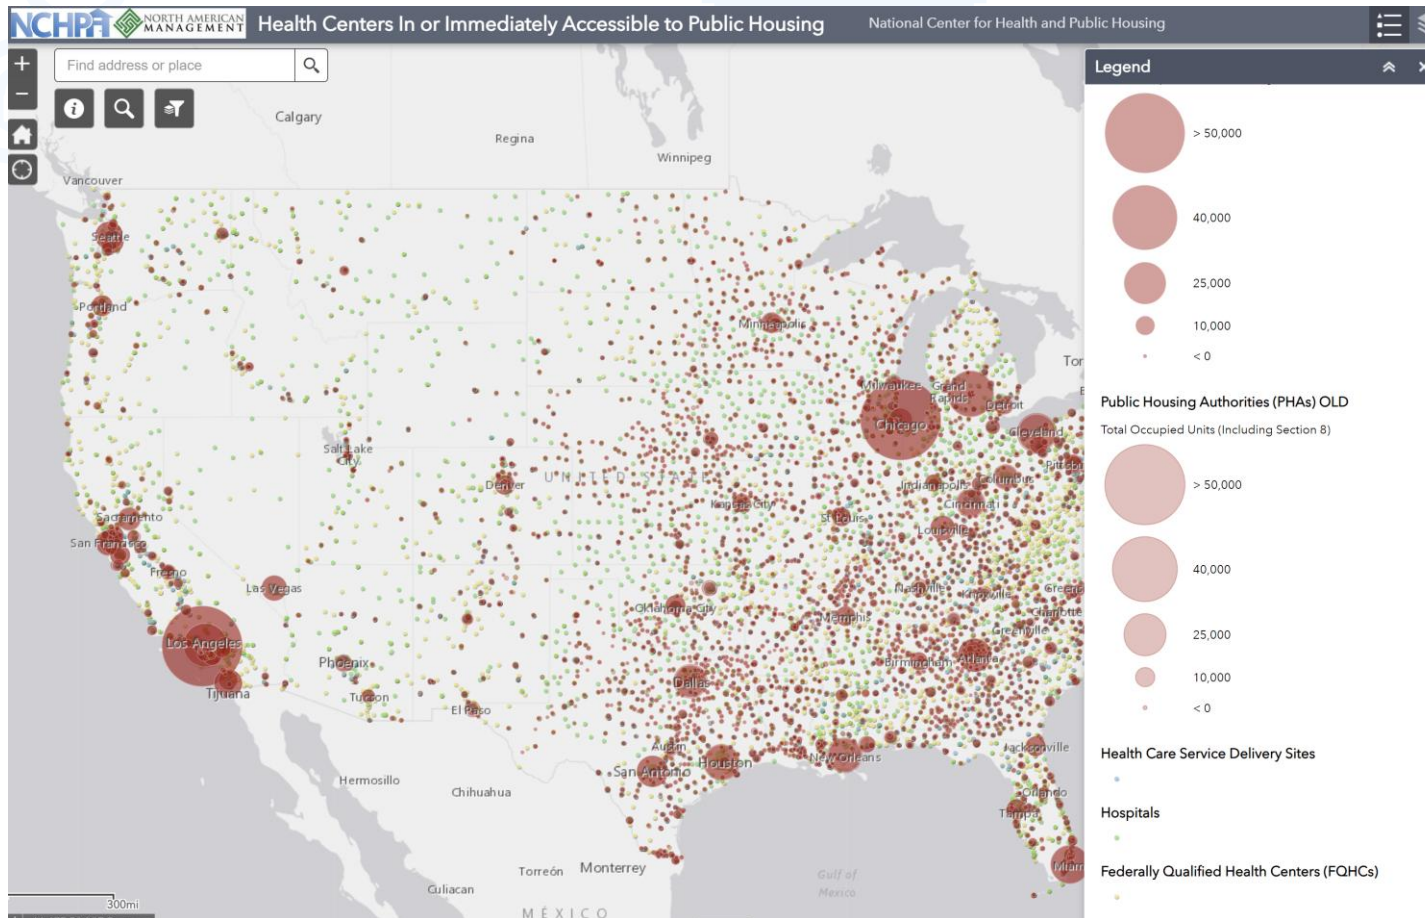 NCHPH NORTH AMERICAN MANAGEMENT Health Centers In or Immediately Accessible to Public Housing National Center for Health and Public Housing
Find address or place
Legend
> 50,000
40,000
25,000
10,000
< 0
Public Housing Authorities (PHAs) OLD
Total Occupied Units (Including Section 8)
> 50,000
40,000
25,000
10,000
< 0
Health Care Service Delivery Sites
Hospitals
Federally Qualified Health Centers (FQHCs)
Calgary
Regina
Winnipeg
Vancouver
Seattle
Portland
Minneapolis
Tor
Milwaukee
Grand Rapids
Detroit
Chicago
Cleveland
Salt Lake City
Pittsbu
Denver
UNITED STATES
Indianapolis
Columbus
Kansas City
Cincinnati
Sacramento
St Louis
Louisville
San Francisco
Fresno
Las Vegas
Nashville
Knoxville
Greens
Oklahoma City
Memphis
Charlotte
Greenville
Los Angeles
Phoenix
Birmingham
Atlanta
Tijuana
Tucson
Dallas
El Paso
Austin
Jacksonville
San Antonio
Houston
New Orleans
Hermosillo
Chihuahua
Orlando
Tampa
Torreón
Monterrey
Miam
Gulf of Mexico
Culiacan
300mi
MÉXICO